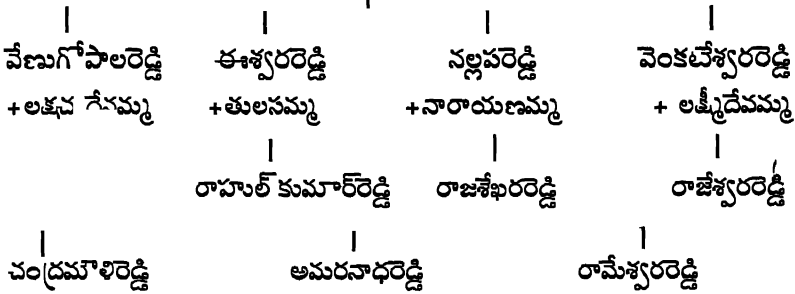 వేణుగోపాలరెడ్డి ఈశ్వరరెడ్డి నల్లపరెడ్డి వెంకటేశ్వరరెడ్డి
+తులసమ్మ +నారాయణమ్మ + లక్ష్మీదేవమ్మ
రాహుల్ కుమార్‌రెడ్డి రాజశేఖరరెడ్డి రాజేశ్వరరెడ్డి
చంద్రమౌళిరెడ్డి అమరనాధరెడ్డి రామేశ్వరరెడ్డి